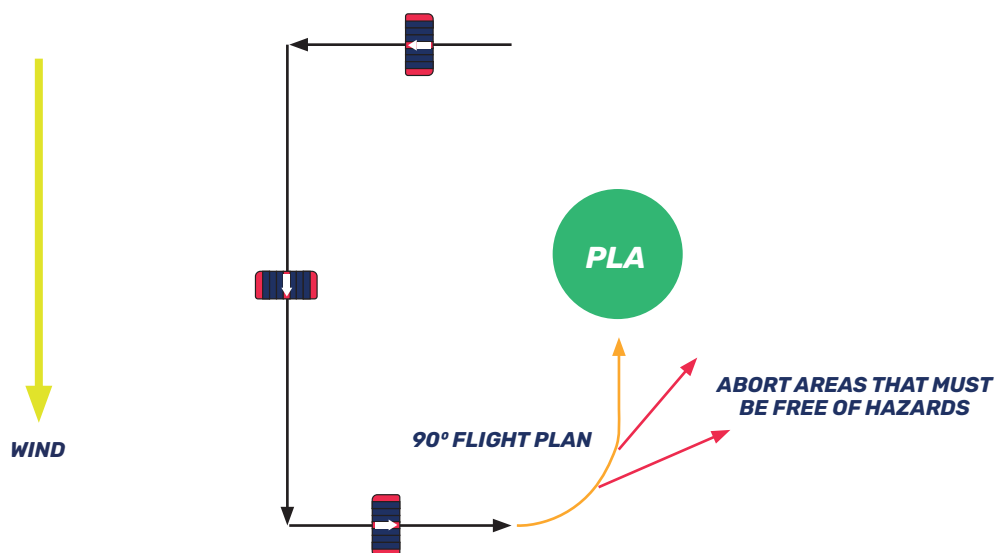 PLA
ABORT AREAS THAT MUST
BE FREE OF HAZARDS
90º FLIGHT PLAN
WIND